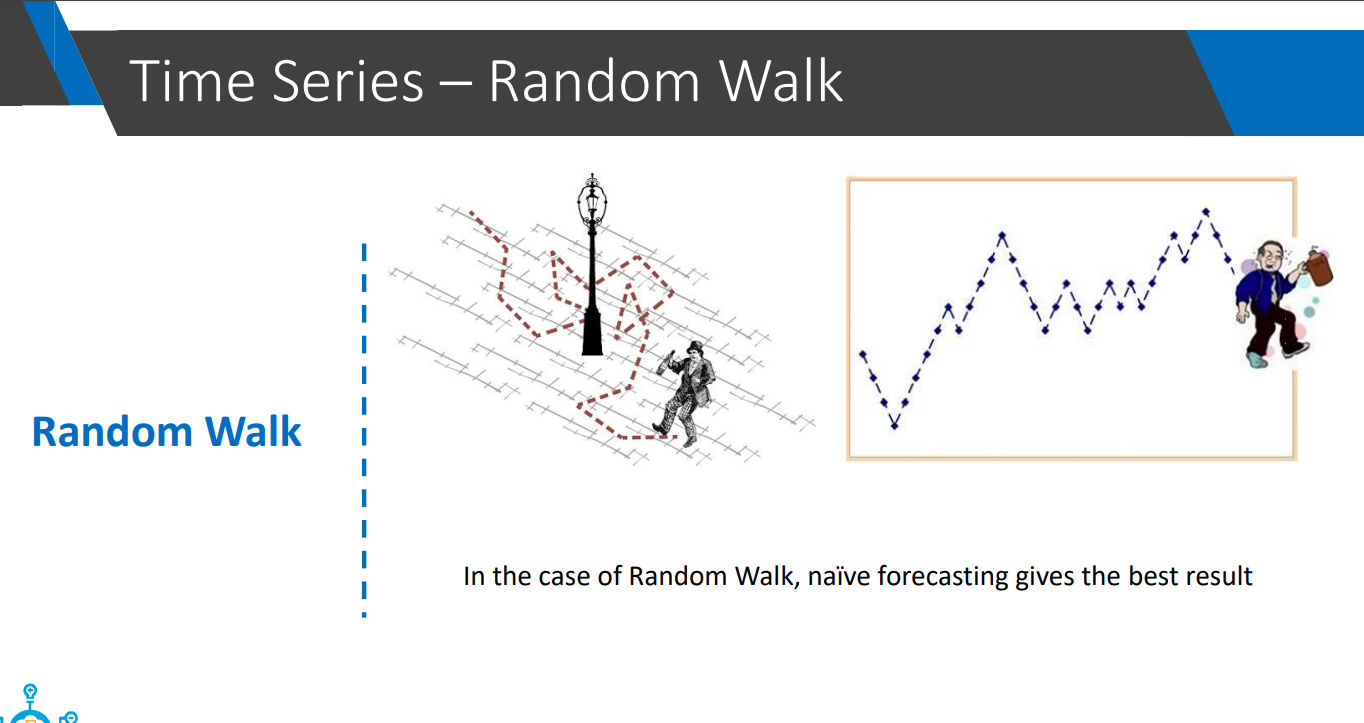 Time Series – Random Walk
Random Walk
In the case of Random Walk, naïve forecasting gives the best result